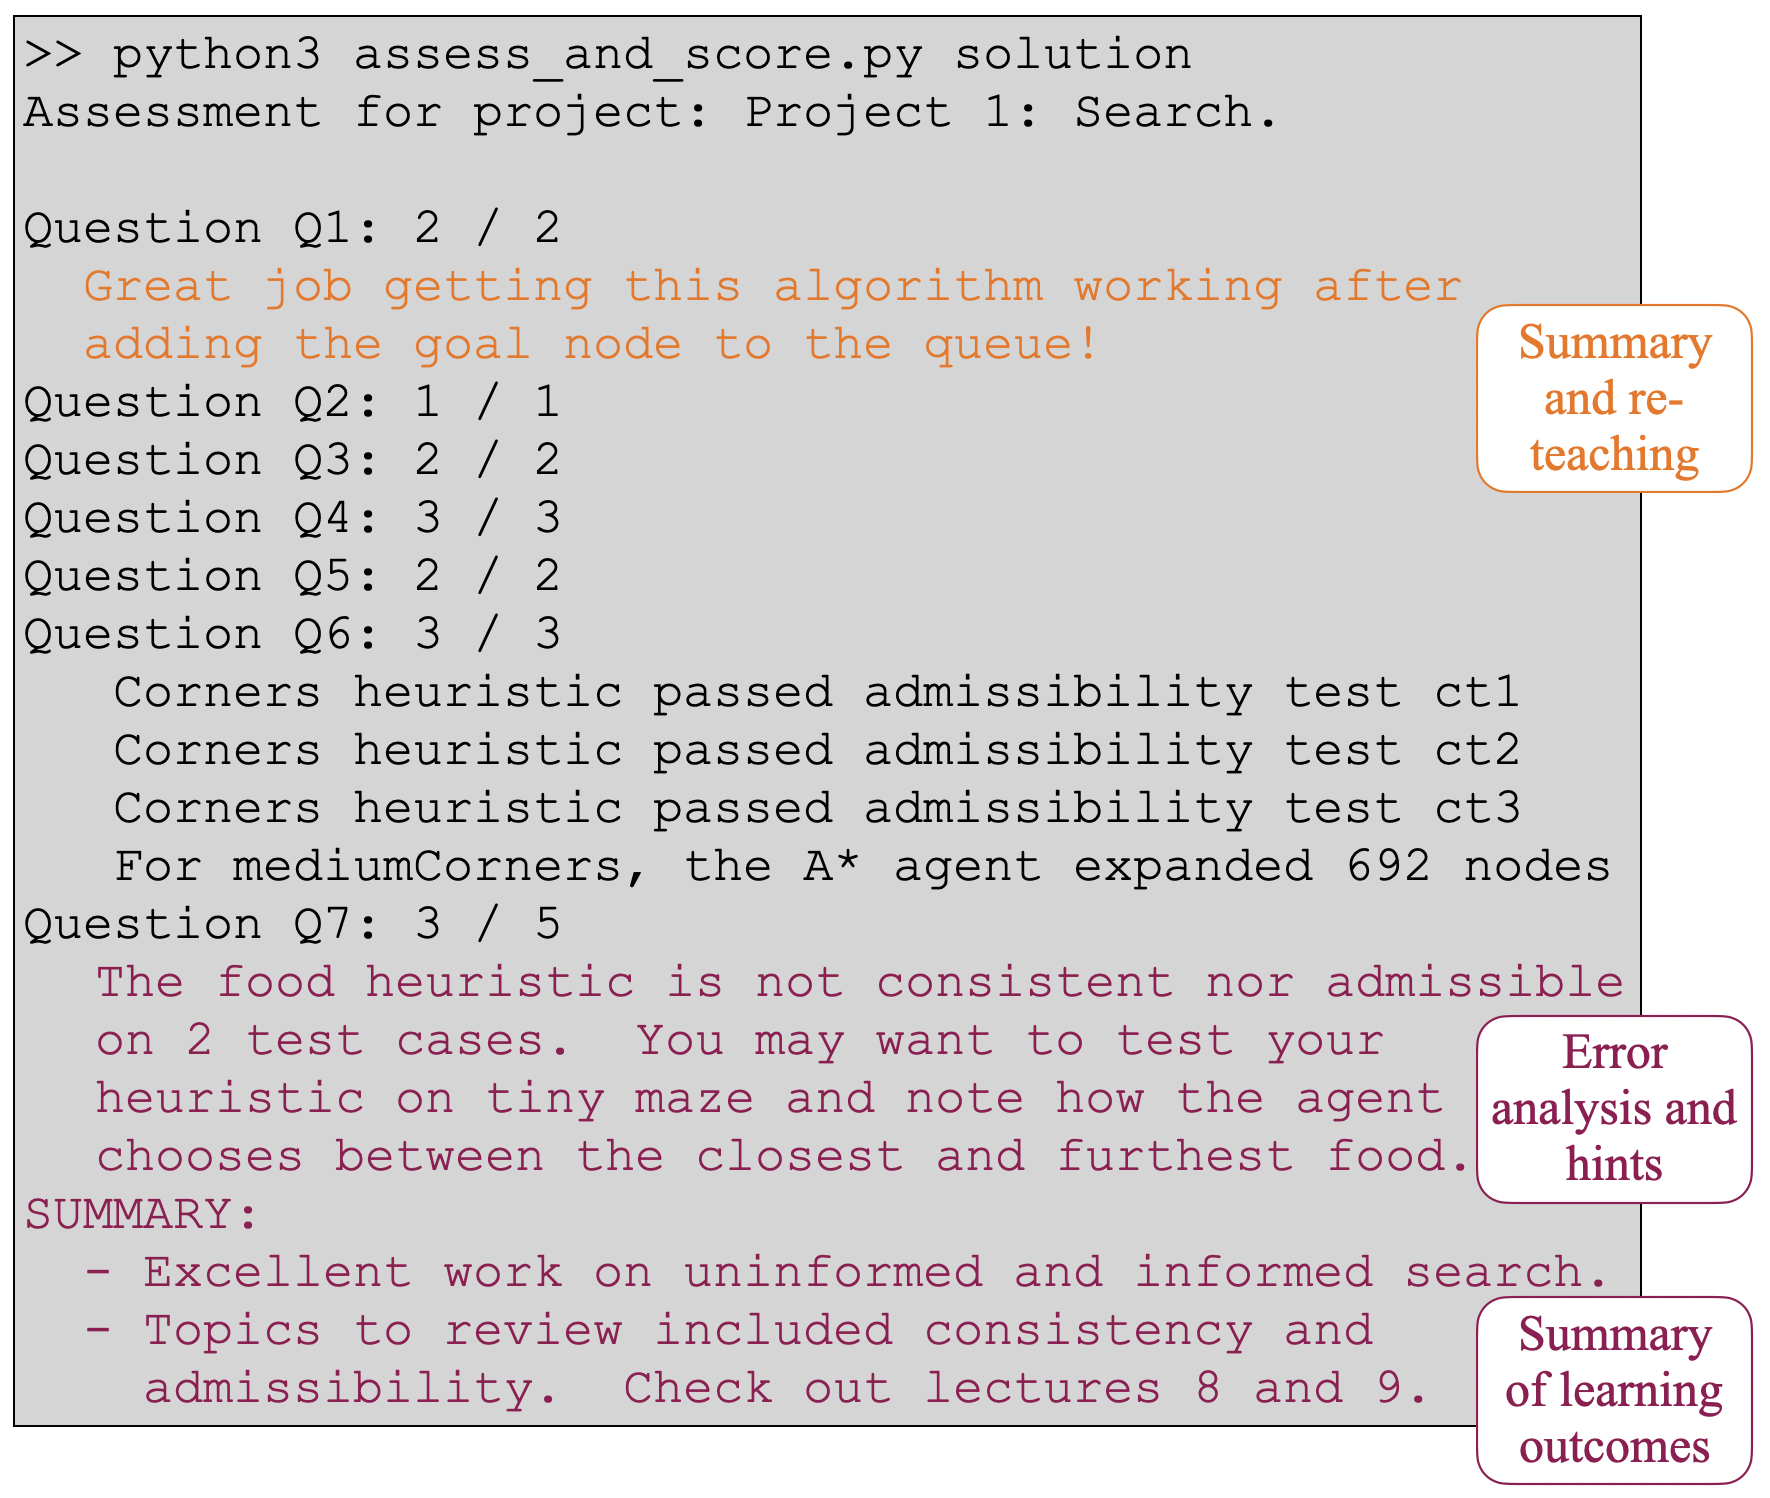 >> python3 assess_and_score.py solution
Assessment for project: Project 1: Search.
Question Q1: 2 / 2
Great job getting this algorithm working after
adding the goal node to the queue!
Summary
and re-
teaching
Question Q2: 1 / 1
Question Q3: 2 / 2
Question Q4: 3 / 3
Question Q5: 2 / 2
Question Q6: 3 / 3
Corners heuristic passed admissibility test ct1
Corners heuristic passed admissibility test ct2
Corners heuristic passed admissibility test ct3
For mediumCorners, the A* agent expanded 692 nodes
Question Q7: 3 / 5
The food heuristic is not consistent nor admissible
on 2 test cases.  You may want to test your
heuristic on tiny maze and note how the agent
chooses between the closest and furthest food.
Error
analysis and
hints
SUMMARY:
- Excellent work on uninformed and informed search.
- Topics to review included consistency and
admissibility.  Check out lectures 8 and 9.
Summary
of learning
outcomes